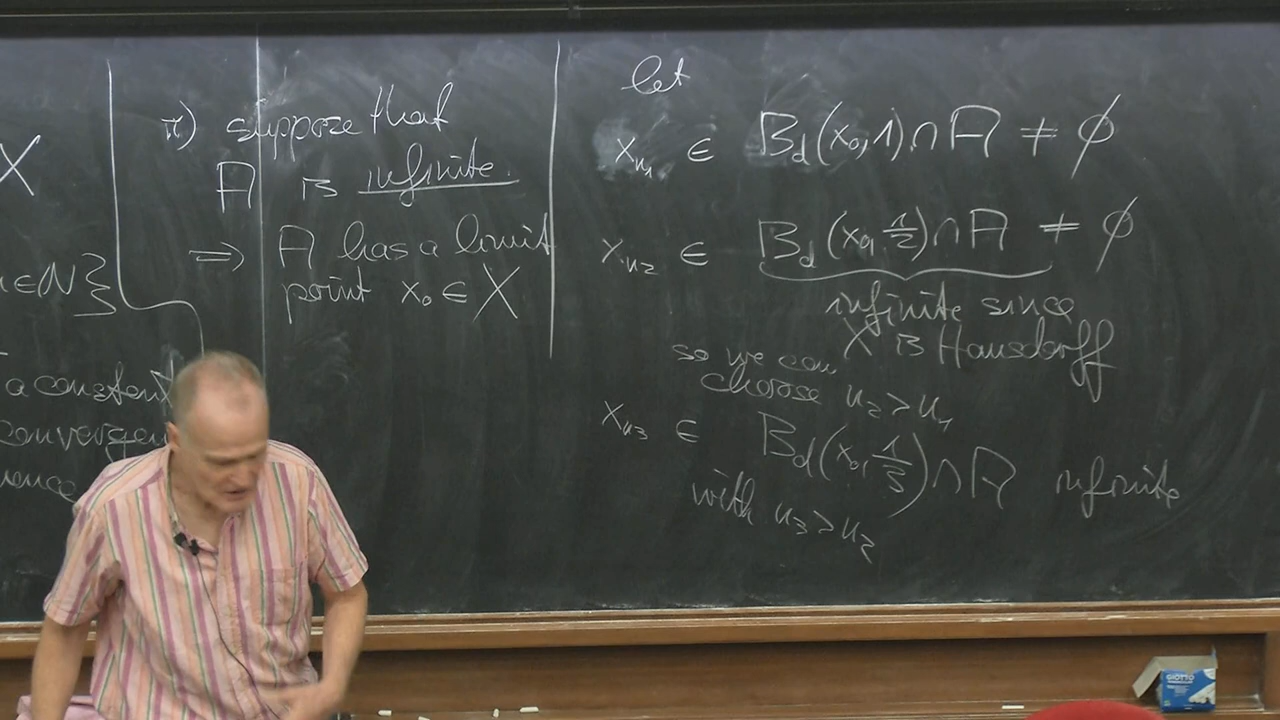 X
n∈ℕ}
a constant
convergen
uence
ii) suppose that
A is infinite.
⇒ A has a limit
point x₀ ∈ X
let
xₙ₁ ∈ B_d(x₀,1) ∩ A ≠ ϕ
xₙ₂ ∈ B_d(x₀,1/2) ∩ A ≠ ϕ
infinite since
X is Hausdorff
so we can
choose n₂ > n₁
xₙ₃ ∈ B_d(x₀,1/3) ∩ A infinite
with n₃ > n₂
GIOTTO